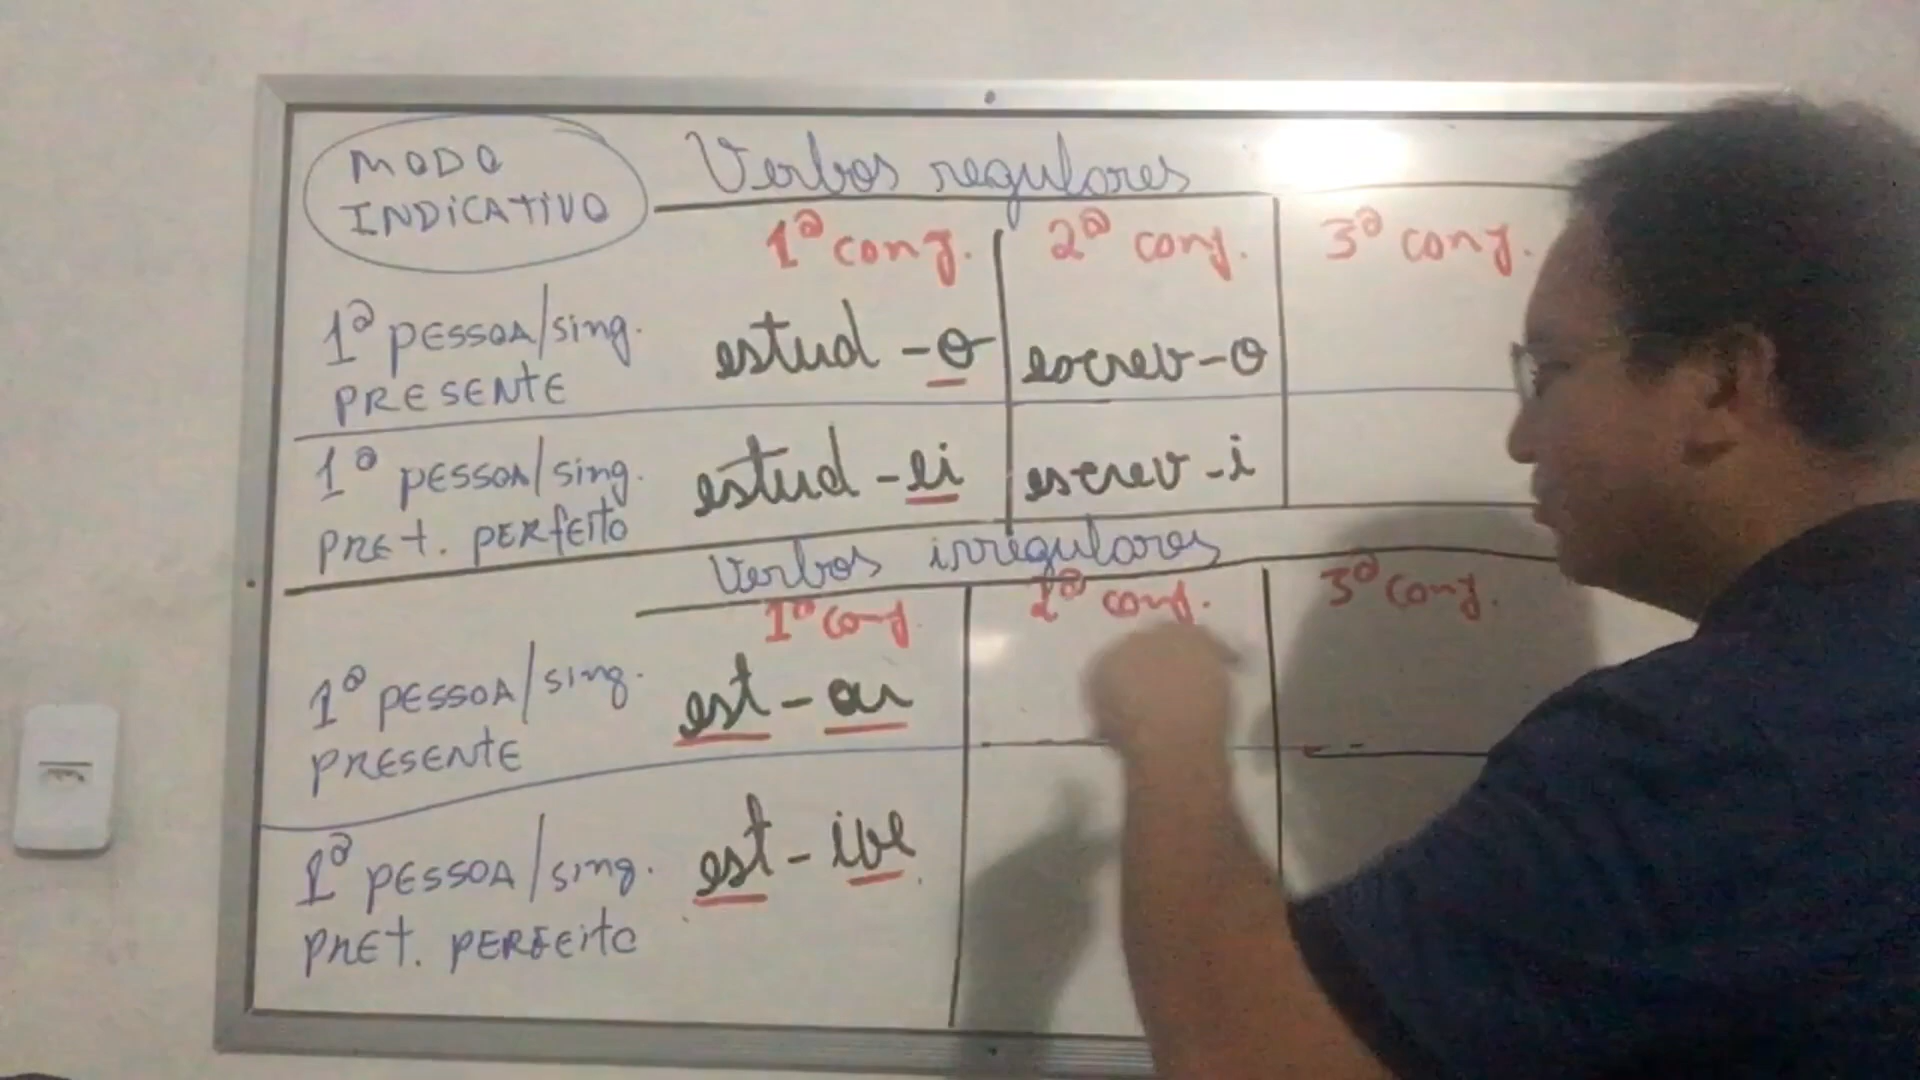 MODO
INDICATIVO
Verbos regulares
1ª conj.
2ª conj.
3ª conj.
1ª PESSOA/sing.
PRESENTE
estud - o
escrev - o
1ª PESSOA/sing.
PRET. PERFEITO
estud - ei
escrev - i
Verbos irregulares
1ª conj
2ª conj.
3ª conj.
1ª PESSOA/sing.
PRESENTE
est - ou
1ª PESSOA/sing.
PRET. PERFEITO
est - ive